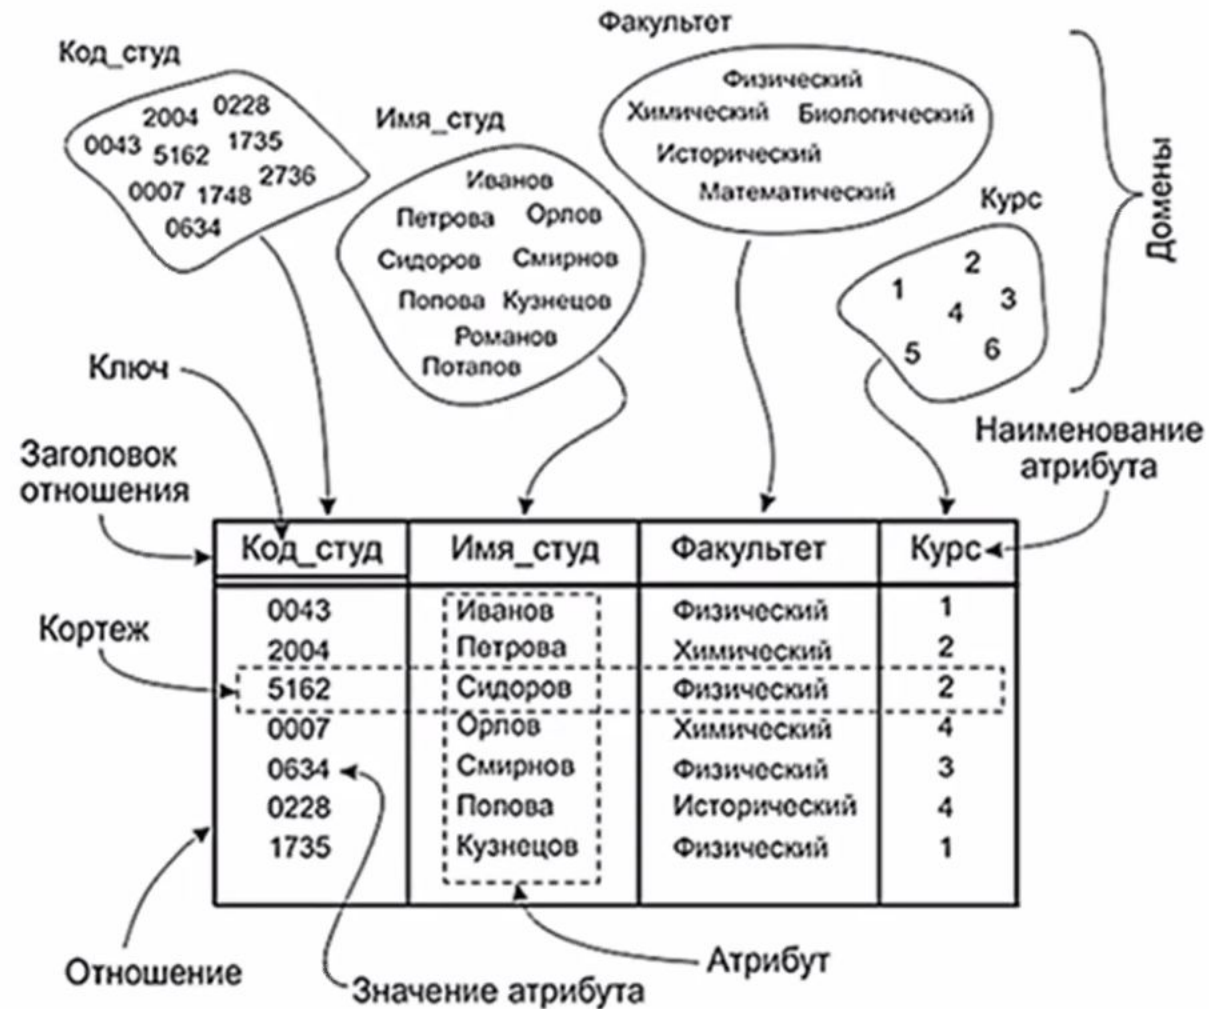 Факультет
Код_студ
Физический
2004 0228
Химический Биологический
Имя_студ
0043 5162 1735
Исторический
Иванов
0007 1748 2736
Математический
Петрова Орлов
Курс
0634
Домены
Сидоров Смирнов
2
1 4 3
Попова Кузнецов
Романов
5 6
Потапов
Ключ
Наименование
атрибута
Заголовок
отношения
Код_студ Имя_студ Факультет Курс
0043 Иванов Физический 1
2004 Петрова Химический 2
Кортеж
5162 Сидоров Физический 2
0007 Орлов Химический 4
0634 Смирнов Физический 3
0228 Попова Исторический 4
1735 Кузнецов Физический 1
Отношение
Значение атрибута
Атрибут